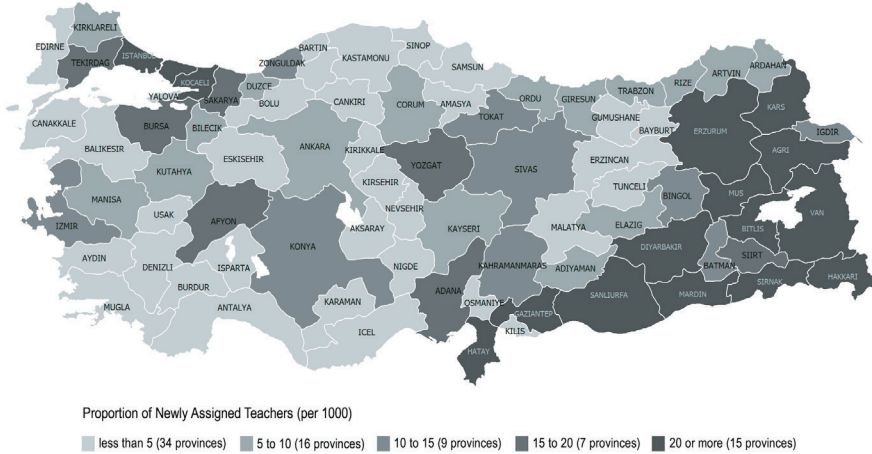 KIRKLARELI
EDIRNE
TEKIRDAG
ISTANBUL
KOCAELI
YALOVA
SAKARYA
DUZCE
ZONGULDAK
BARTIN
KASTAMONU
SINOP
SAMSUN
BOLU
CANKIRI
CORUM
AMASYA
ORDU
GIRESUN
TRABZON
RIZE
ARTVIN
ARDAHAN
KARS
TOKAT
GUMUSHANE
BAYBURT
ERZURUM
IGDIR
AGRI
CANAKKALE
BALIKESIR
BURSA
BILECIK
ESKISEHIR
ANKARA
KIRIKKALE
YOZGAT
SIVAS
ERZINCAN
TUNCELI
BINGOL
MUS
VAN
KUTAHYA
MANISA
IZMIR
USAK
AFYON
KIRSEHIR
NEVSEHIR
AKSARAY
KAYSERI
MALATYA
ELAZIG
DIYARBAKIR
BITLIS
BATMAN
SIIRT
HAKKARI
SIRNAK
MARDIN
SANLIURFA
ADIYAMAN
KAHRAMANMARAS
AYDIN
DENIZLI
ISPARTA
BURDUR
MUGLA
ANTALYA
KONYA
KARAMAN
NIGDE
ICEL
ADANA
OSMANIYE
GAZIANTEP
KILIS
HATAY
Proportion of Newly Assigned Teachers (per 1000)
less than 5 (34 provinces) 5 to 10 (16 provinces) 10 to 15 (9 provinces) 15 to 20 (7 provinces) 20 or more (15 provinces)